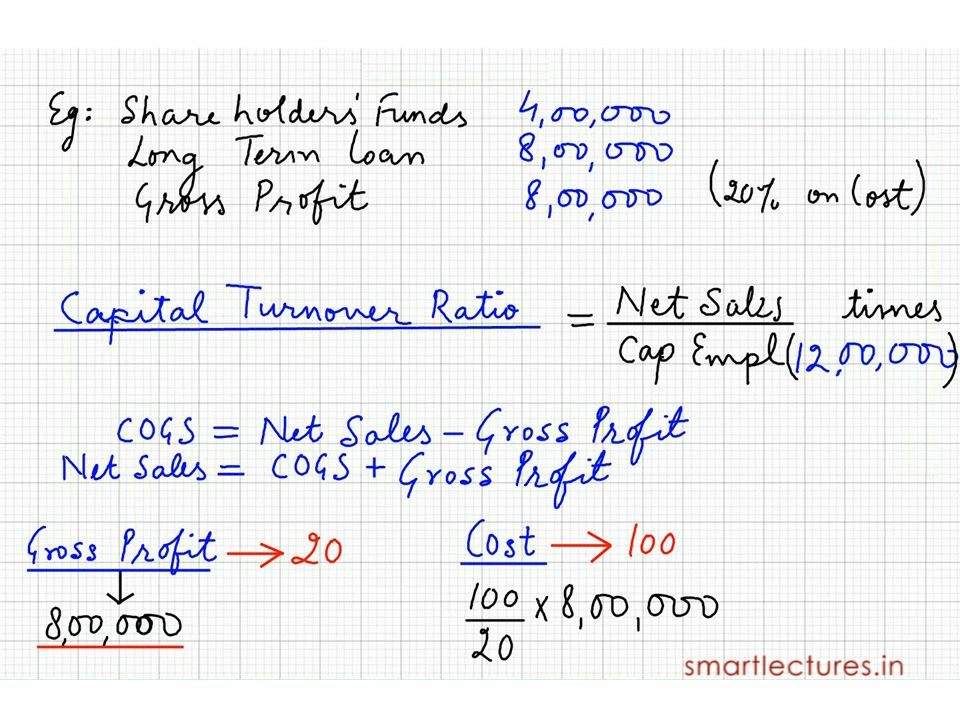 Eg: Shareholders' Funds 4,00,000
Long Term loan 8,00,000
Gross Profit 8,00,000 (20% on Cost)
Capital Turnover Ratio = Net Sales times
Cap Empl(12,00,000)
COGS = Net Sales - Gross Profit
Net Sales = COGS + Gross Profit
Gross Profit → 20 Cost → 100
↓
8,00,000 100/20 × 8,00,000
smartlectures.in